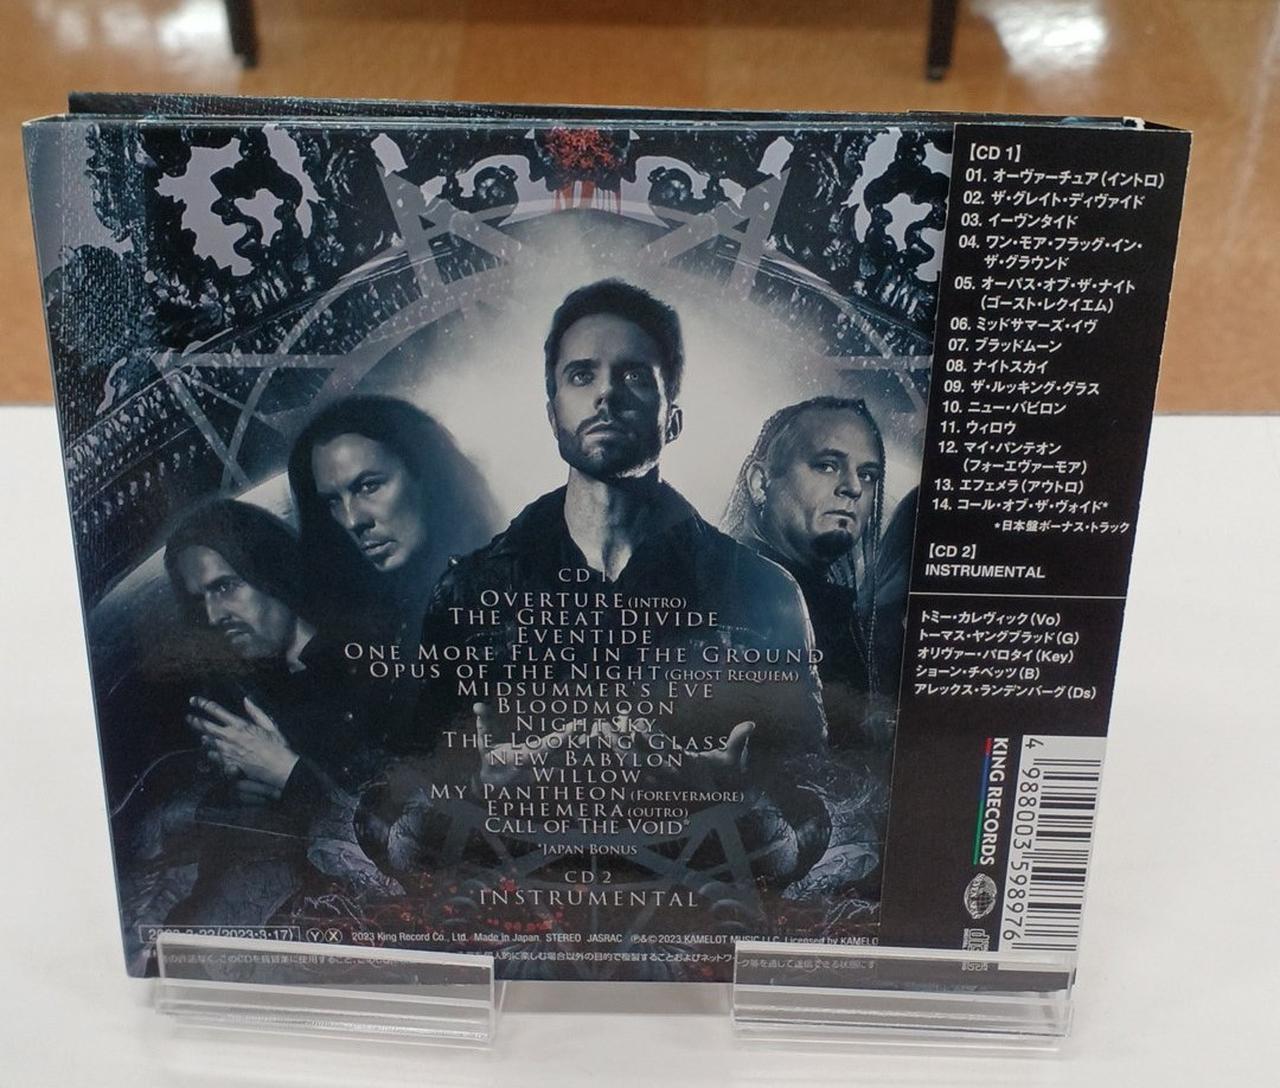 CD 1
OVERTURE (INTRO)
THE GREAT DIVIDE
EVENTIDE
ONE MORE FLAG IN THE GROUND
OPUS OF THE NIGHT (GHOST REQUIEM)
MIDSUMMER'S EVE
BLOODMOON
NIGHTSKY
THE LOOKING GLASS
NEW BABYLON
WILLOW
MY PANTHEON (FOREVERMORE)
EPHEMERA (OUTRO)
CALL OF THE VOID*
*JAPAN BONUS
CD 2
INSTRUMENTAL
(2023・3・17) Ⓨ Ⓧ 2023 King Record Co., Ltd. Made in Japan. STEREO JASRAC ℗&© 2023 KAMELOT MUSIC LLC. Licensed by KAMELO
【CD 1】
01. オーヴァーチュア(イントロ)
02. ザ・グレイト・ディヴァイド
03. イーヴンタイド
04. ワン・モア・フラッグ・イン・
ザ・グラウンド
05. オーパス・オブ・ザ・ナイト
(ゴースト・レクイエム)
06. ミッドサマーズ・イヴ
07. ブラッドムーン
08. ナイトスカイ
09. ザ・ルッキング・グラス
10. ニュー・バビロン
11. ウィロウ
12. マイ・パンテオン
(フォーエヴァーモア)
13. エフェメラ(アウトロ)
14. コール・オブ・ザ・ヴォイド*
*日本盤ボーナス・トラック
【CD 2】
INSTRUMENTAL
トミー・カレヴィック(Vo)
トーマス・ヤングブラッド(G)
オリヴァー・パロタイ(Key)
ショーン・チベッツ(B)
アレックス・ランデンバーグ(Ds)
KING RECORDS
4 988003 598976